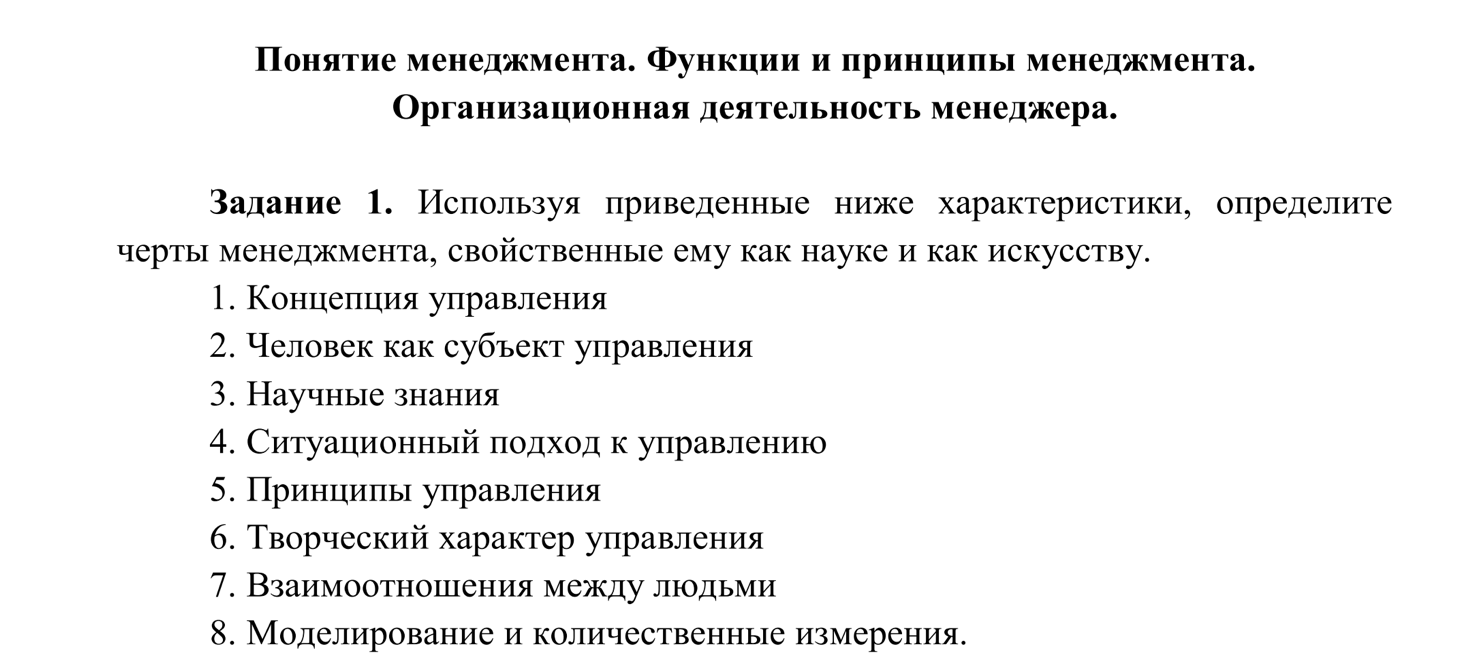 Понятие менеджмента. Функции и принципы менеджмента.
Организационная деятельность менеджера.
Задание 1. Используя приведенные ниже характеристики, определите
черты менеджмента, свойственные ему как науке и как искусству.
1. Концепция управления
2. Человек как субъект управления
3. Научные знания
4. Ситуационный подход к управлению
5. Принципы управления
6. Творческий характер управления
7. Взаимоотношения между людьми
8. Моделирование и количественные измерения.